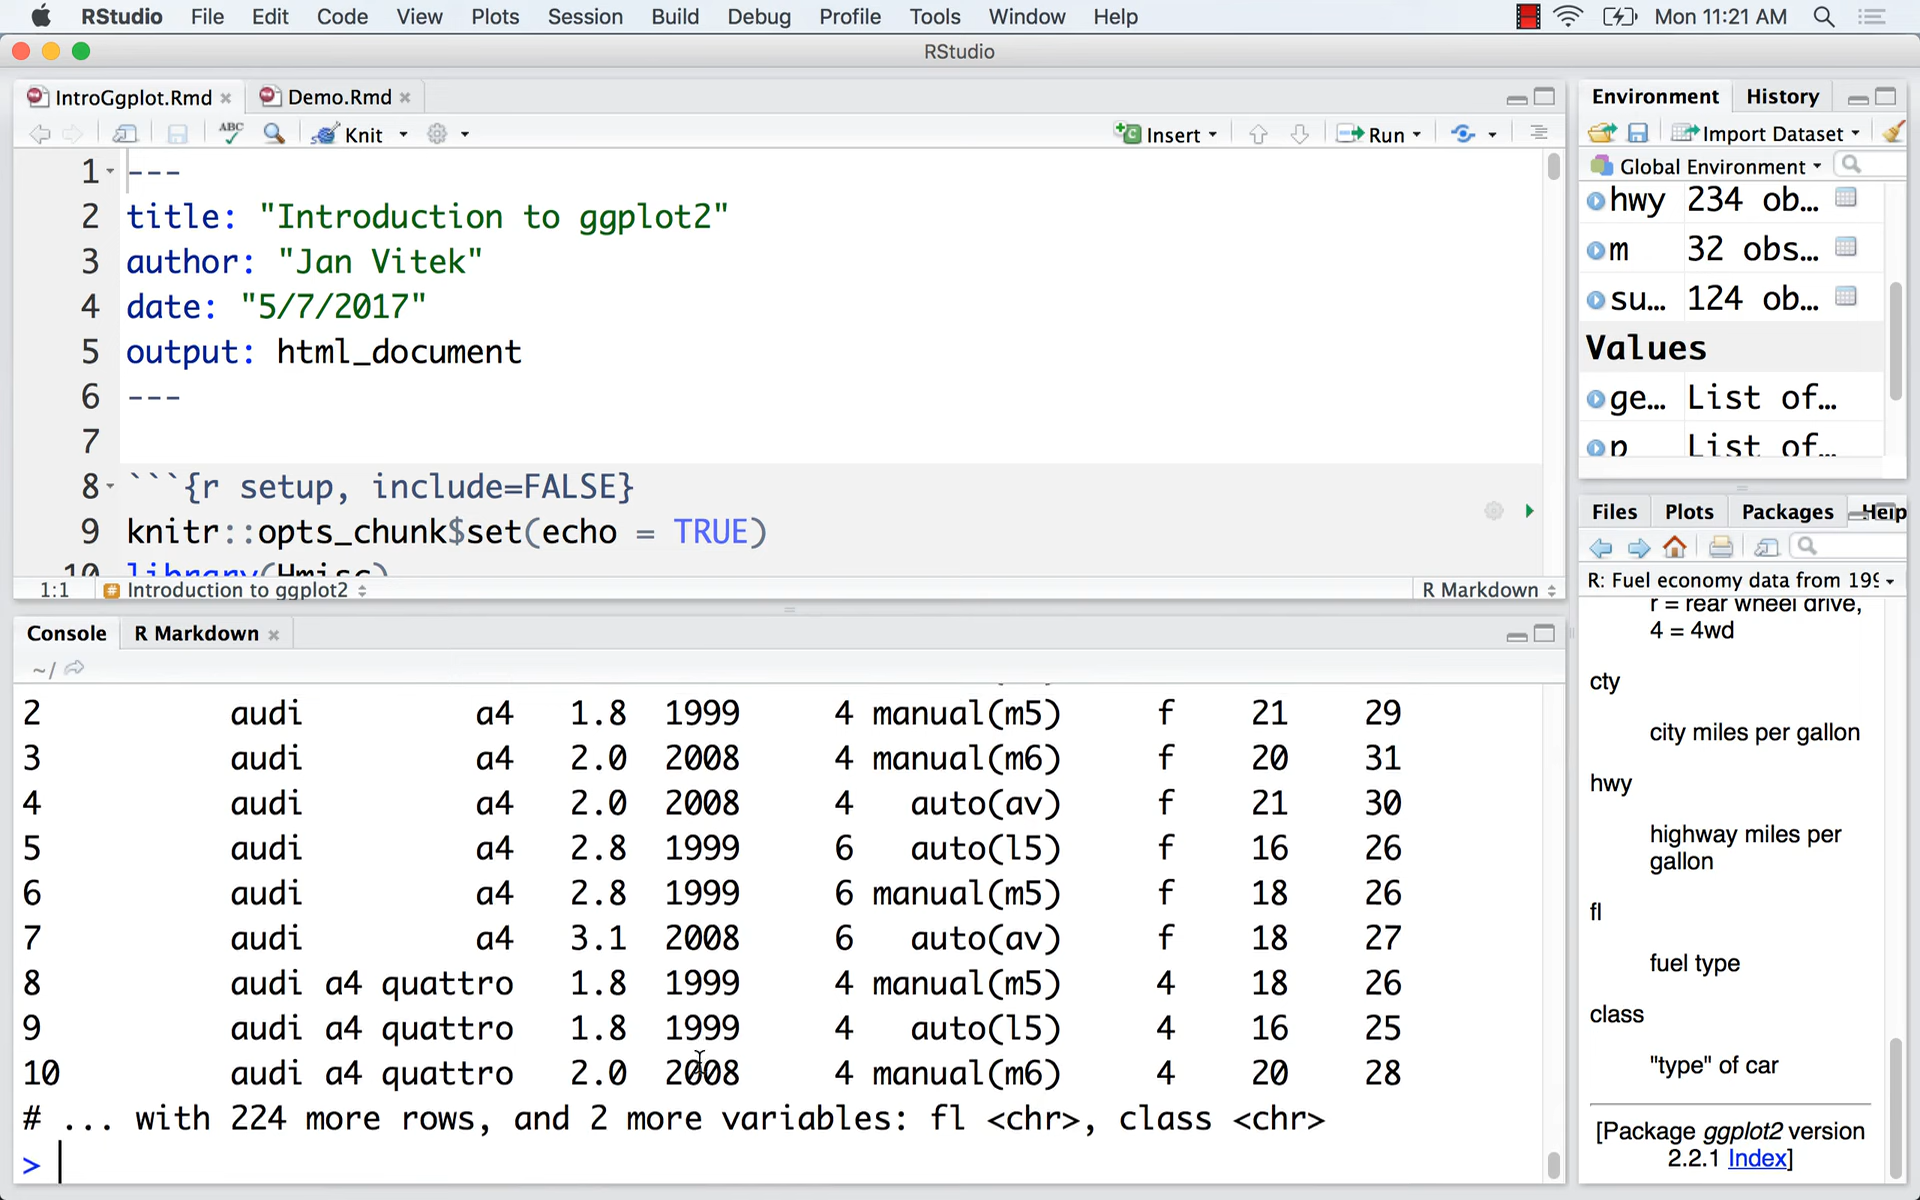 RStudio File Edit Code View Plots Session Build Debug Profile Tools Window Help Mon 11:21 AM
RStudio
IntroGgplot.Rmd Demo.Rmd
ABC Knit Insert Run
1 ---
2 title: "Introduction to ggplot2"
3 author: "Jan Vitek"
4 date: "5/7/2017"
5 output: html_document
6 ---
7
8 ```{r setup, include=FALSE}
9 knitr::opts_chunk$set(echo = TRUE)
10 library(Hmisc)
1:1 Introduction to ggplot2 R Markdown
Console R Markdown
~/
2 audi a4 1.8 1999 4 manual(m5) f 21 29
3 audi a4 2.0 2008 4 manual(m6) f 20 31
4 audi a4 2.0 2008 4 auto(av) f 21 30
5 audi a4 2.8 1999 6 auto(l5) f 16 26
6 audi a4 2.8 1999 6 manual(m5) f 18 26
7 audi a4 3.1 2008 6 auto(av) f 18 27
8 audi a4 quattro 1.8 1999 4 manual(m5) 4 18 26
9 audi a4 quattro 1.8 1999 4 auto(l5) 4 16 25
10 audi a4 quattro 2.0 2008 4 manual(m6) 4 20 28
# ... with 224 more rows, and 2 more variables: fl <chr>, class <chr>
>
Environment History
Import Dataset
Global Environment
hwy 234 ob...
m 32 obs...
su... 124 ob...
Values
ge... List of...
p List of...
Files Plots Packages Help
R: Fuel economy data from 199
r = rear wheel drive,
4 = 4wd
cty
city miles per gallon
hwy
highway miles per
gallon
fl
fuel type
class
"type" of car
[Package ggplot2 version
2.2.1 Index]